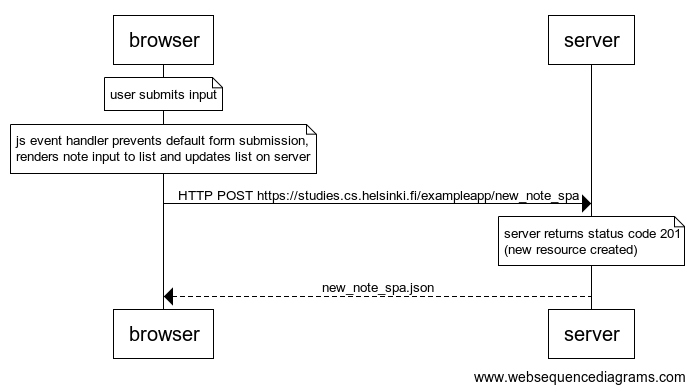 browser
server
user submits input
js event handler prevents default form submission,
renders note input to list and updates list on server
HTTP POST https://studies.cs.helsinki.fi/exampleapp/new_note_spa
server returns status code 201
(new resource created)
new_note_spa.json
browser
server
www.websequencediagrams.com